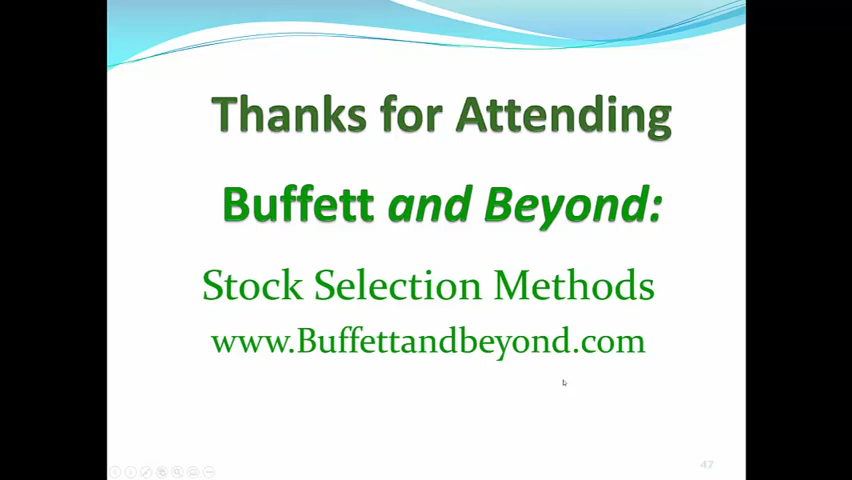 Thanks for Attending
Buffett and Beyond:
Stock Selection Methods
www.Buffettandbeyond.com
47